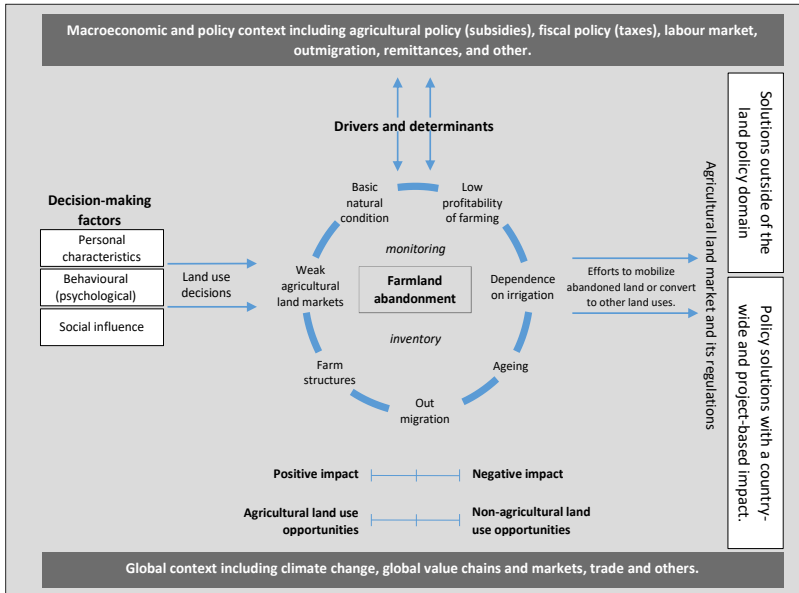 Macroeconomic and policy context including agricultural policy (subsidies), fiscal policy (taxes), labour market,
outmigration, remittances, and other.
Drivers and determinants
Decision-making
factors
Personal
characteristics
Behavioural
(psychological)
Social influence
Land use
decisions
Basic
natural
condition
Low
profitability
of farming
monitoring
Weak
agricultural
land markets
Farmland
abandonment
Dependence
on irrigation
inventory
Farm
structures
Ageing
Out
migration
Efforts to mobilize
abandoned land or convert
to other land uses.
Agricultural land market and its regulations
Solutions outside of the
land policy domain
Policy solutions with a country-
wide and project-based impact.
Positive impact
Negative impact
Agricultural land use
opportunities
Non-agricultural land
use opportunities
Global context including climate change, global value chains and markets, trade and others.